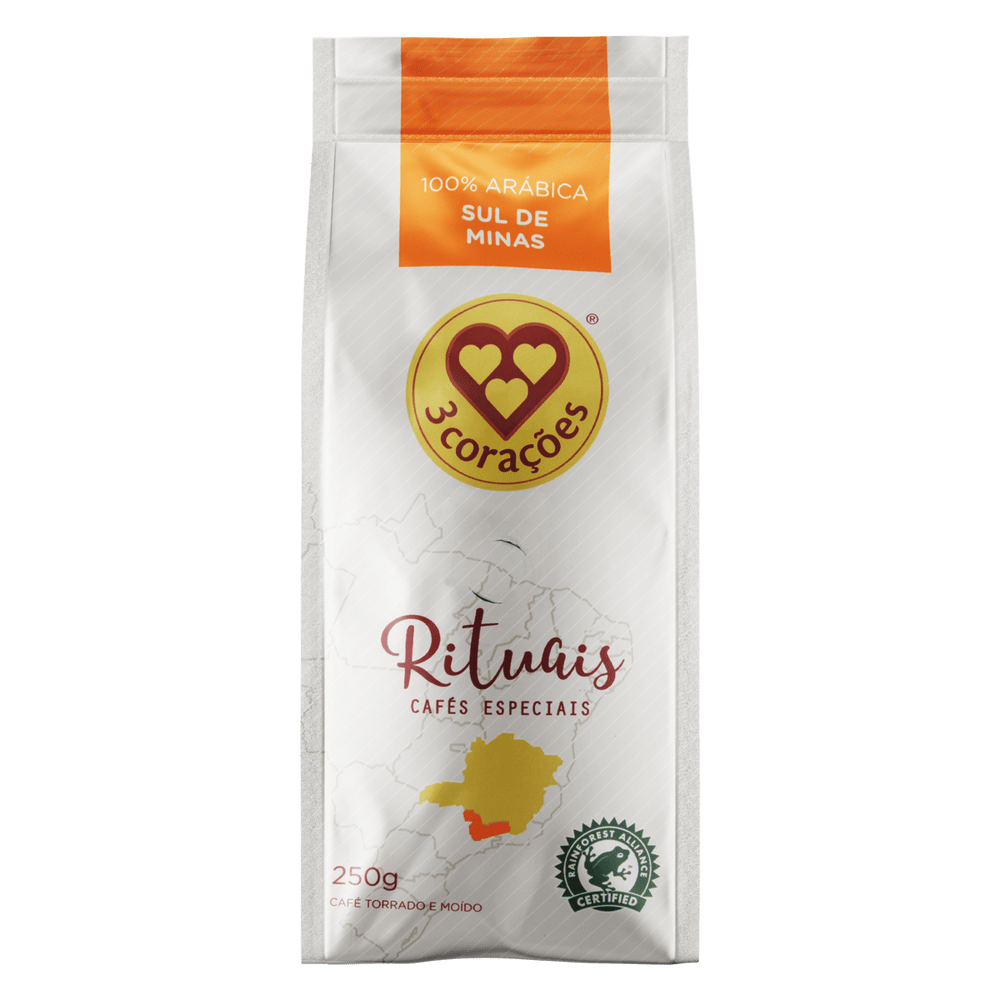 100% ARÁBICA
SUL DE
MINAS
®
3 corações
Rituais
CAFÉS ESPECIAIS
RAINFOREST ALLIANCE
CERTIFIED
250g
CAFÉ TORRADO E MOÍDO